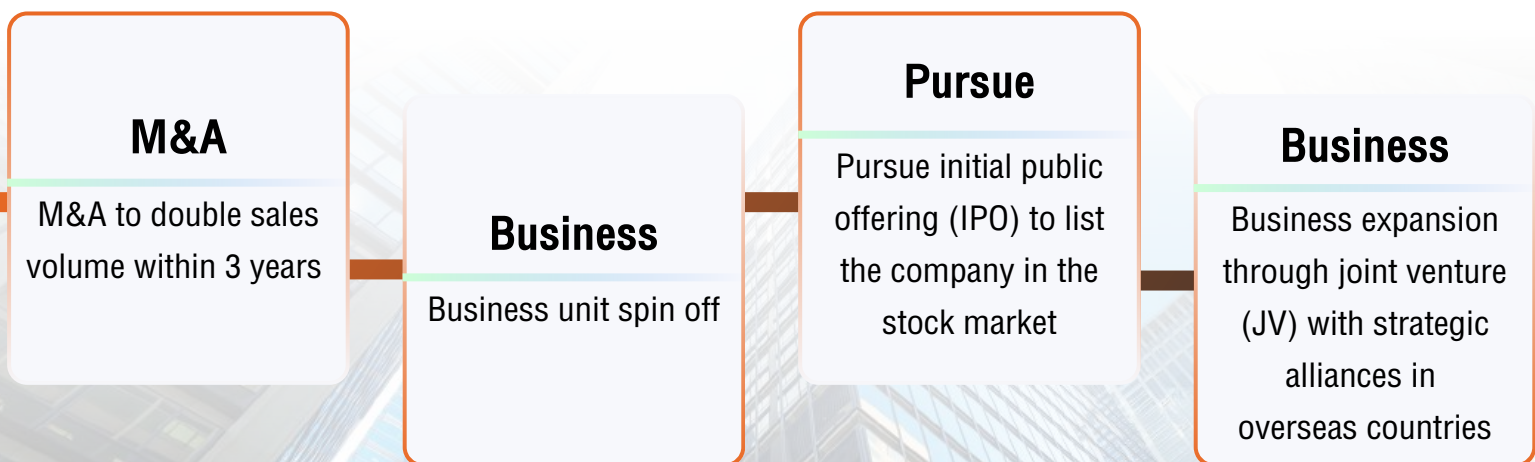 M&A
M&A to double sales
volume within 3 years
Business
Business unit spin off
Pursue
Pursue initial public
offering (IPO) to list
the company in the
stock market
Business
Business expansion
through joint venture
(JV) with strategic
alliances in
overseas countries